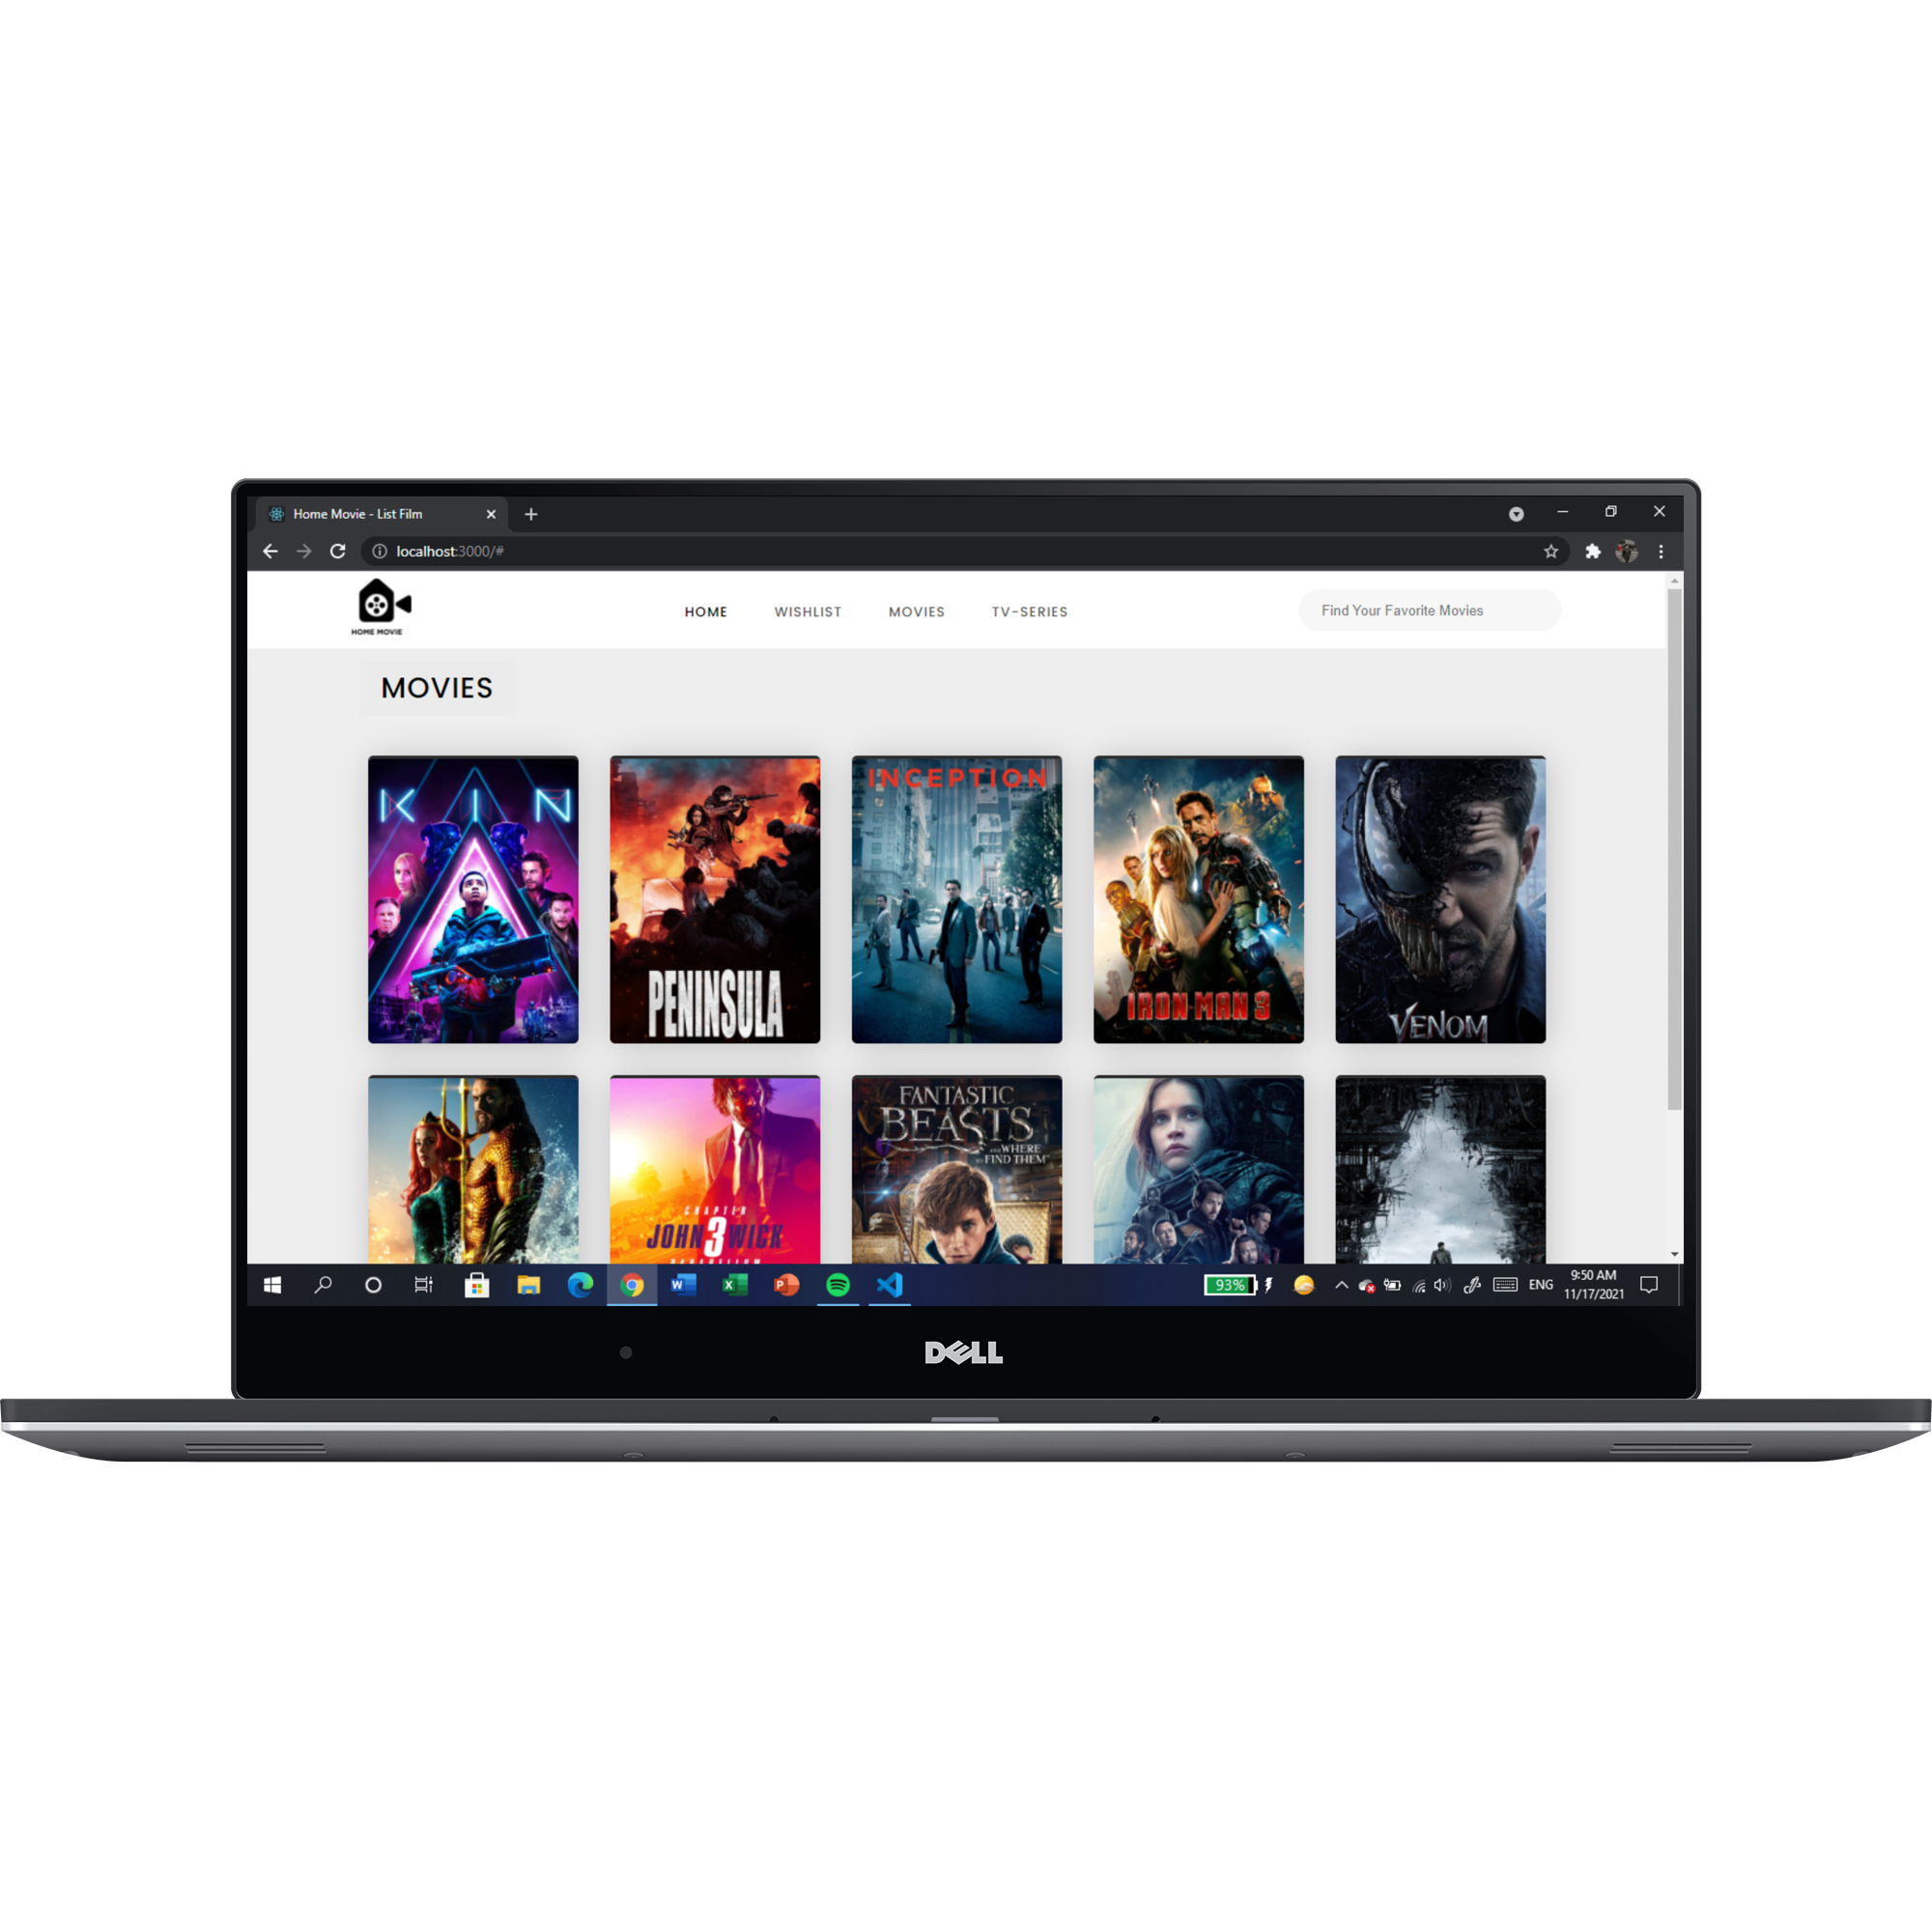 Home Movie - List Film
localhost:3000/#
HOME MOVIE
HOME
WISHLIST
MOVIES
TV-SERIES
Find Your Favorite Movies
MOVIES
KIN
PENINSULA
INCEPTION
IRON MAN 3
VENOM
CHAPTER
JOHN 3 WICK
FANTASTIC
BEASTS
AND WHERE
TO FIND THEM
93%
ENG
9:50 AM
11/17/2021
DELL